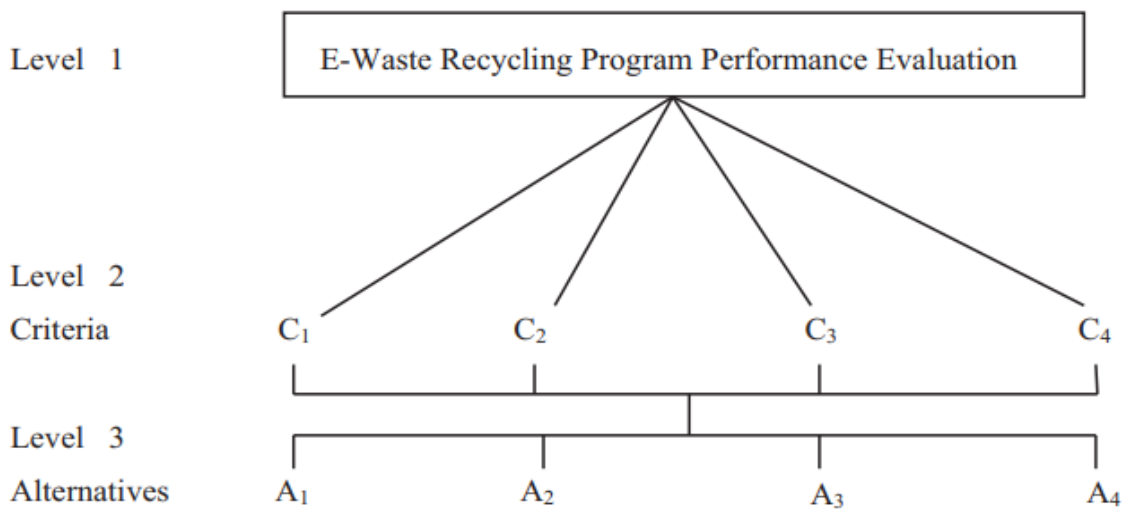 Level 1 E-Waste Recycling Program Performance Evaluation
Level 2
Criteria C₁ C₂ C₃ C₄
Level 3
Alternatives A₁ A₂ A₃ A₄